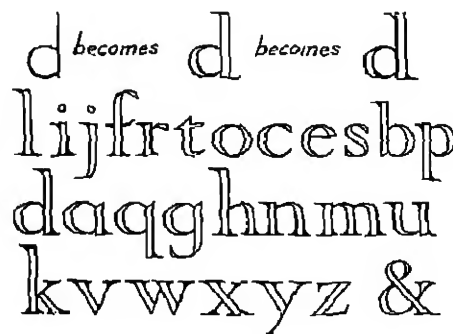 d becomes d becomes d
lijfrtocesbp
daqghnmu
kvwxyz &